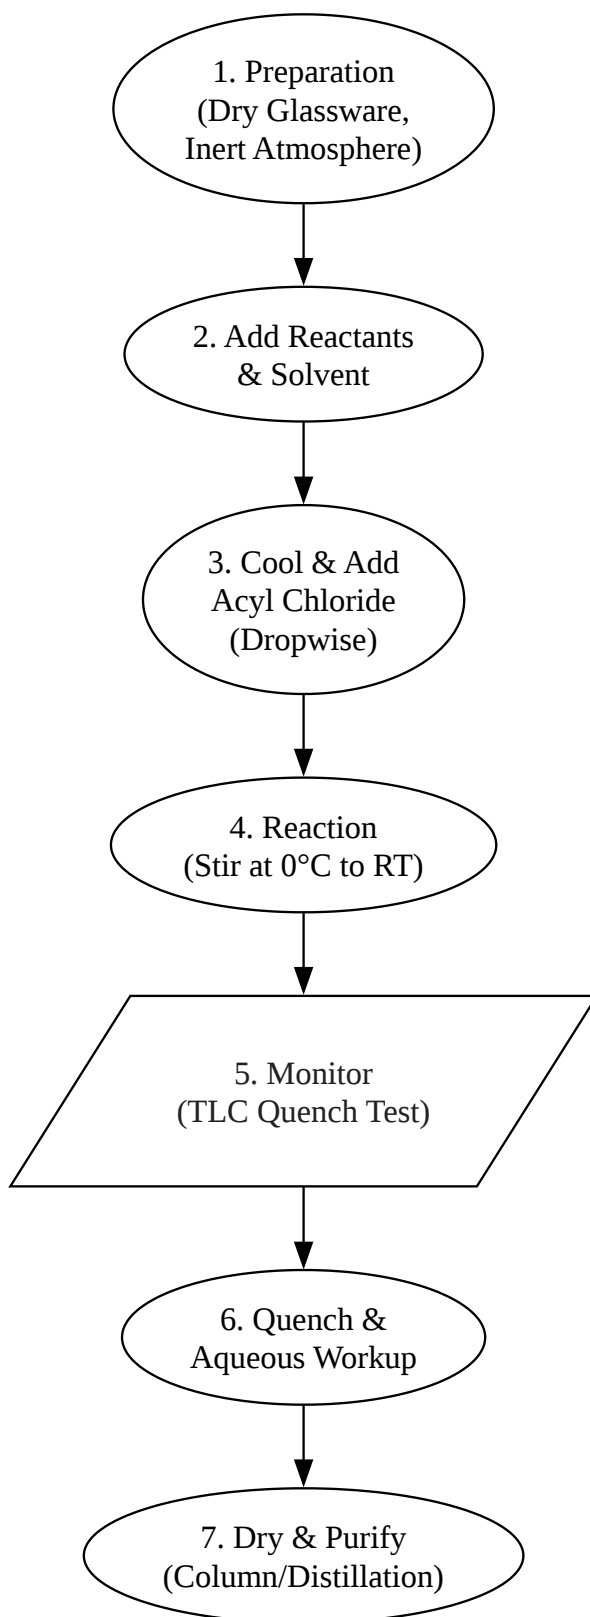 1. Preparation
(Dry Glassware,
Inert Atmosphere)
2. Add Reactants
& Solvent
3. Cool & Add
Acyl Chloride
(Dropwise)
4. Reaction
(Stir at 0°C to RT)
5. Monitor
(TLC Quench Test)
6. Quench &
Aqueous Workup
7. Dry & Purify
(Column/Distillation)